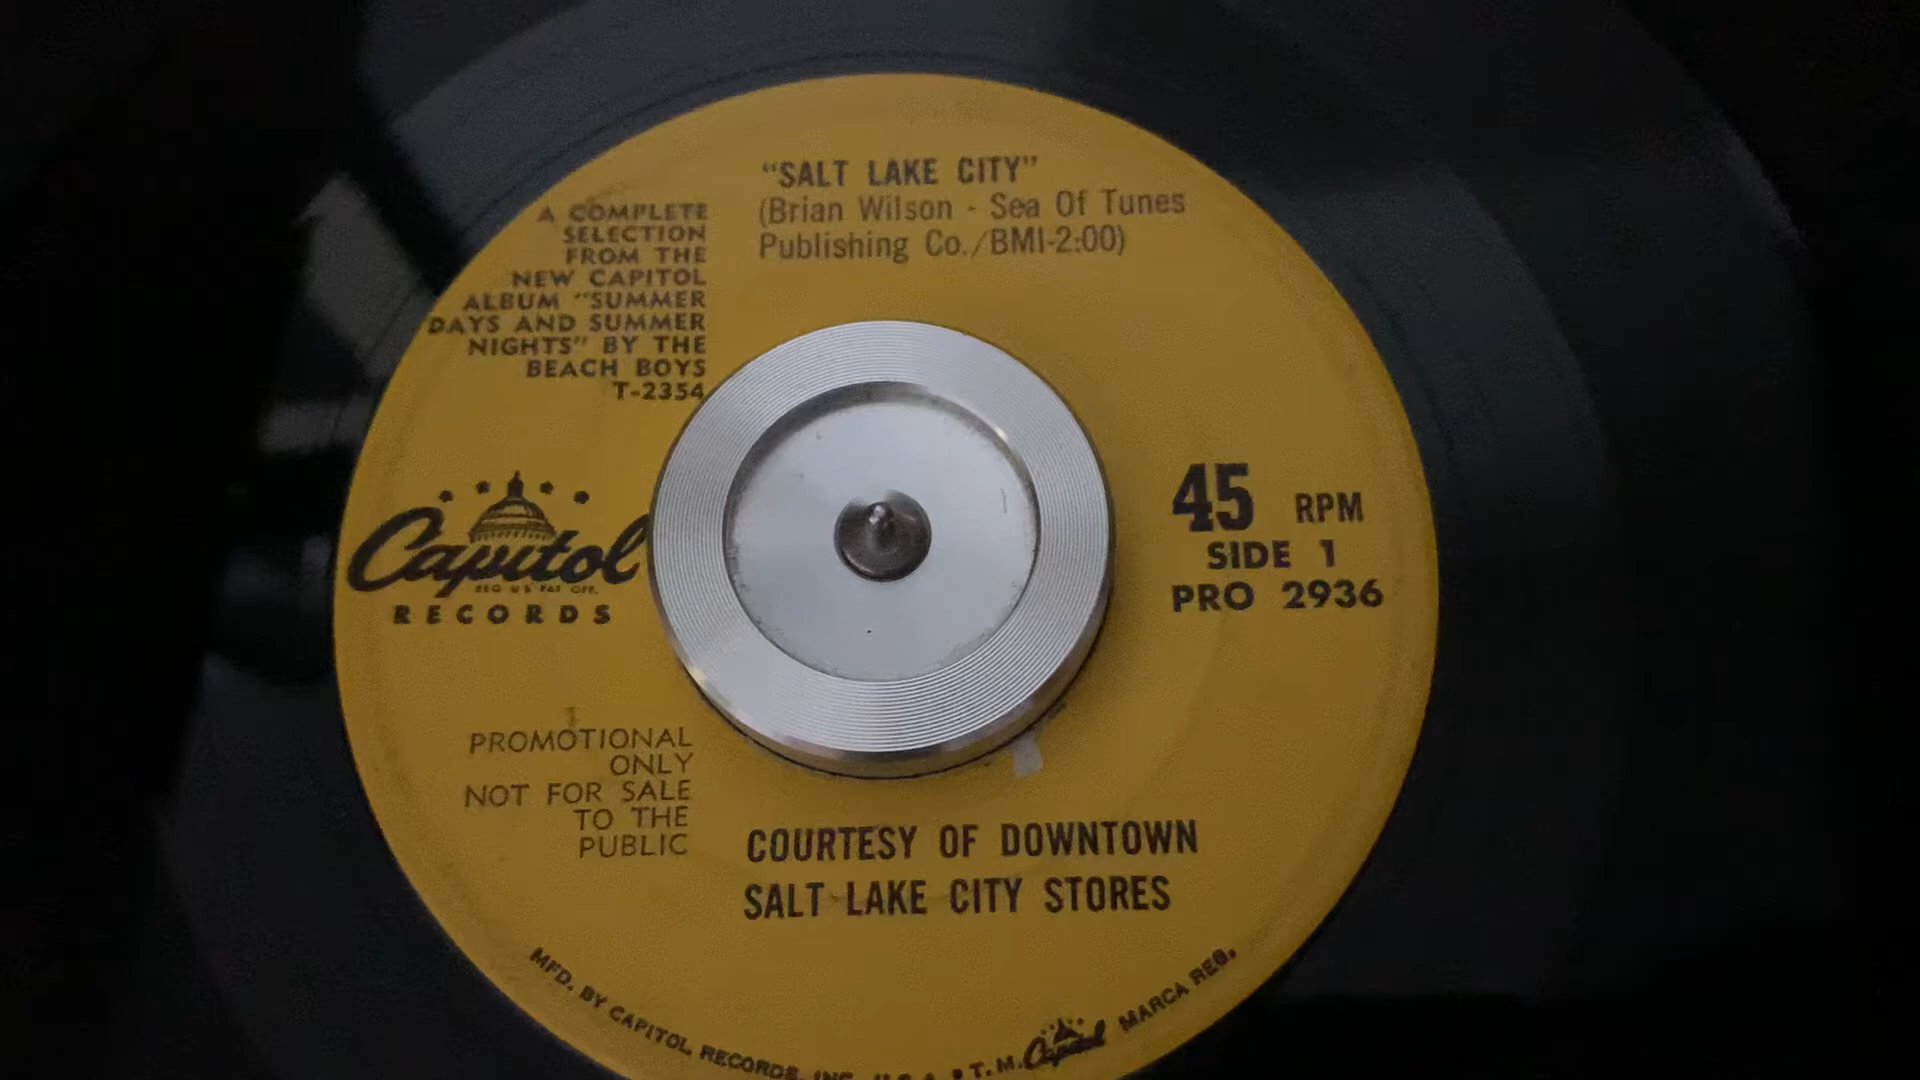 "SALT LAKE CITY"
(Brian Wilson - Sea Of Tunes
Publishing Co./BMI-2:00)
A COMPLETE
SELECTION
FROM THE
NEW CAPITOL
ALBUM "SUMMER
DAYS AND SUMMER
NIGHTS" BY THE
BEACH BOYS
T-2354
Capitol
REG. U.S. PAT. OFF.
RECORDS
45 RPM
SIDE 1
PRO 2936
PROMOTIONAL
ONLY
NOT FOR SALE
TO THE
PUBLIC
COURTESY OF DOWNTOWN
SALT LAKE CITY STORES
MFD. BY CAPITOL RECORDS, INC. U.S.A. • T.M. Capitol MARCA REG.